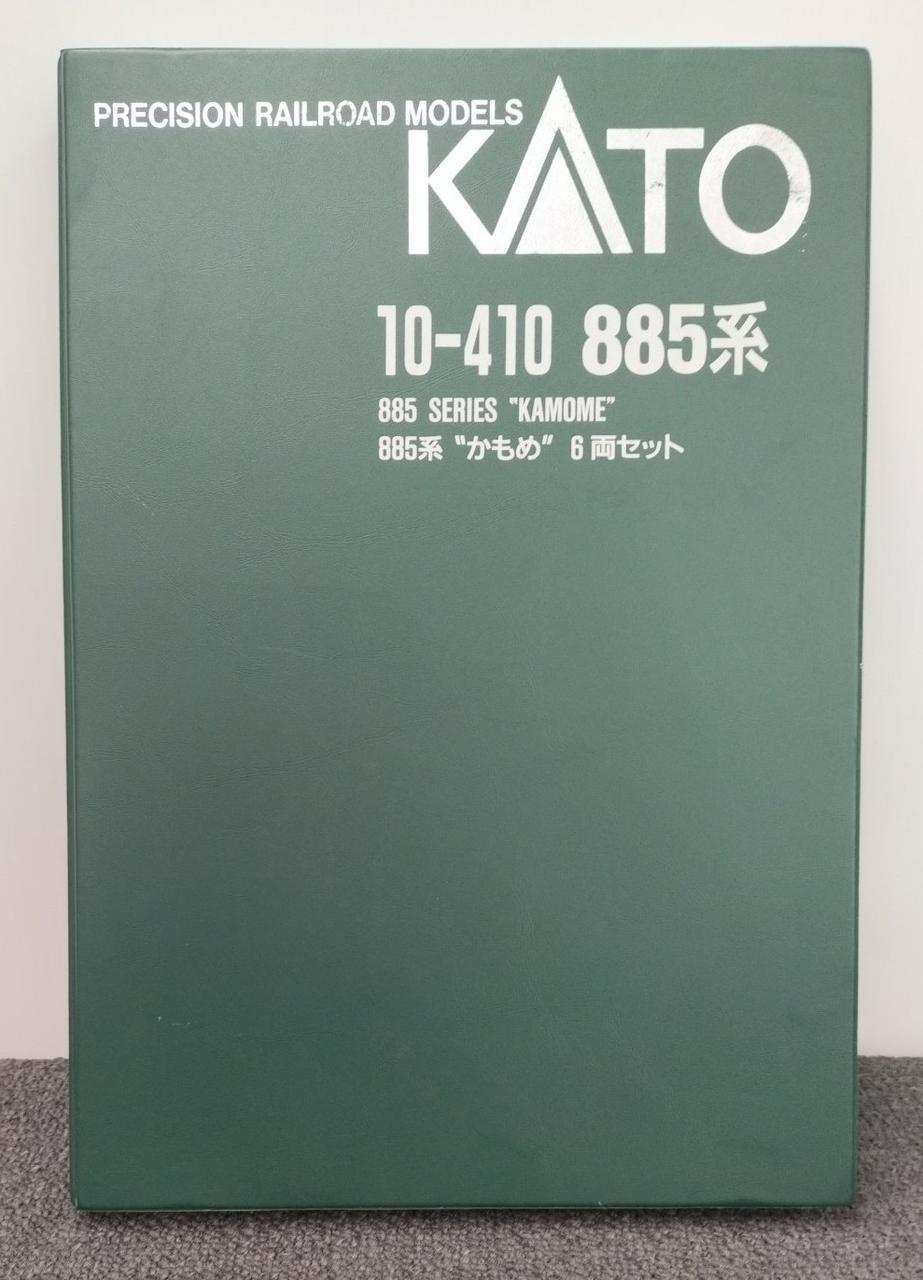 PRECISION RAILROAD MODELS
KATO
10-410 885系
885 SERIES "KAMOME"
885系 "かもめ" 6両セット